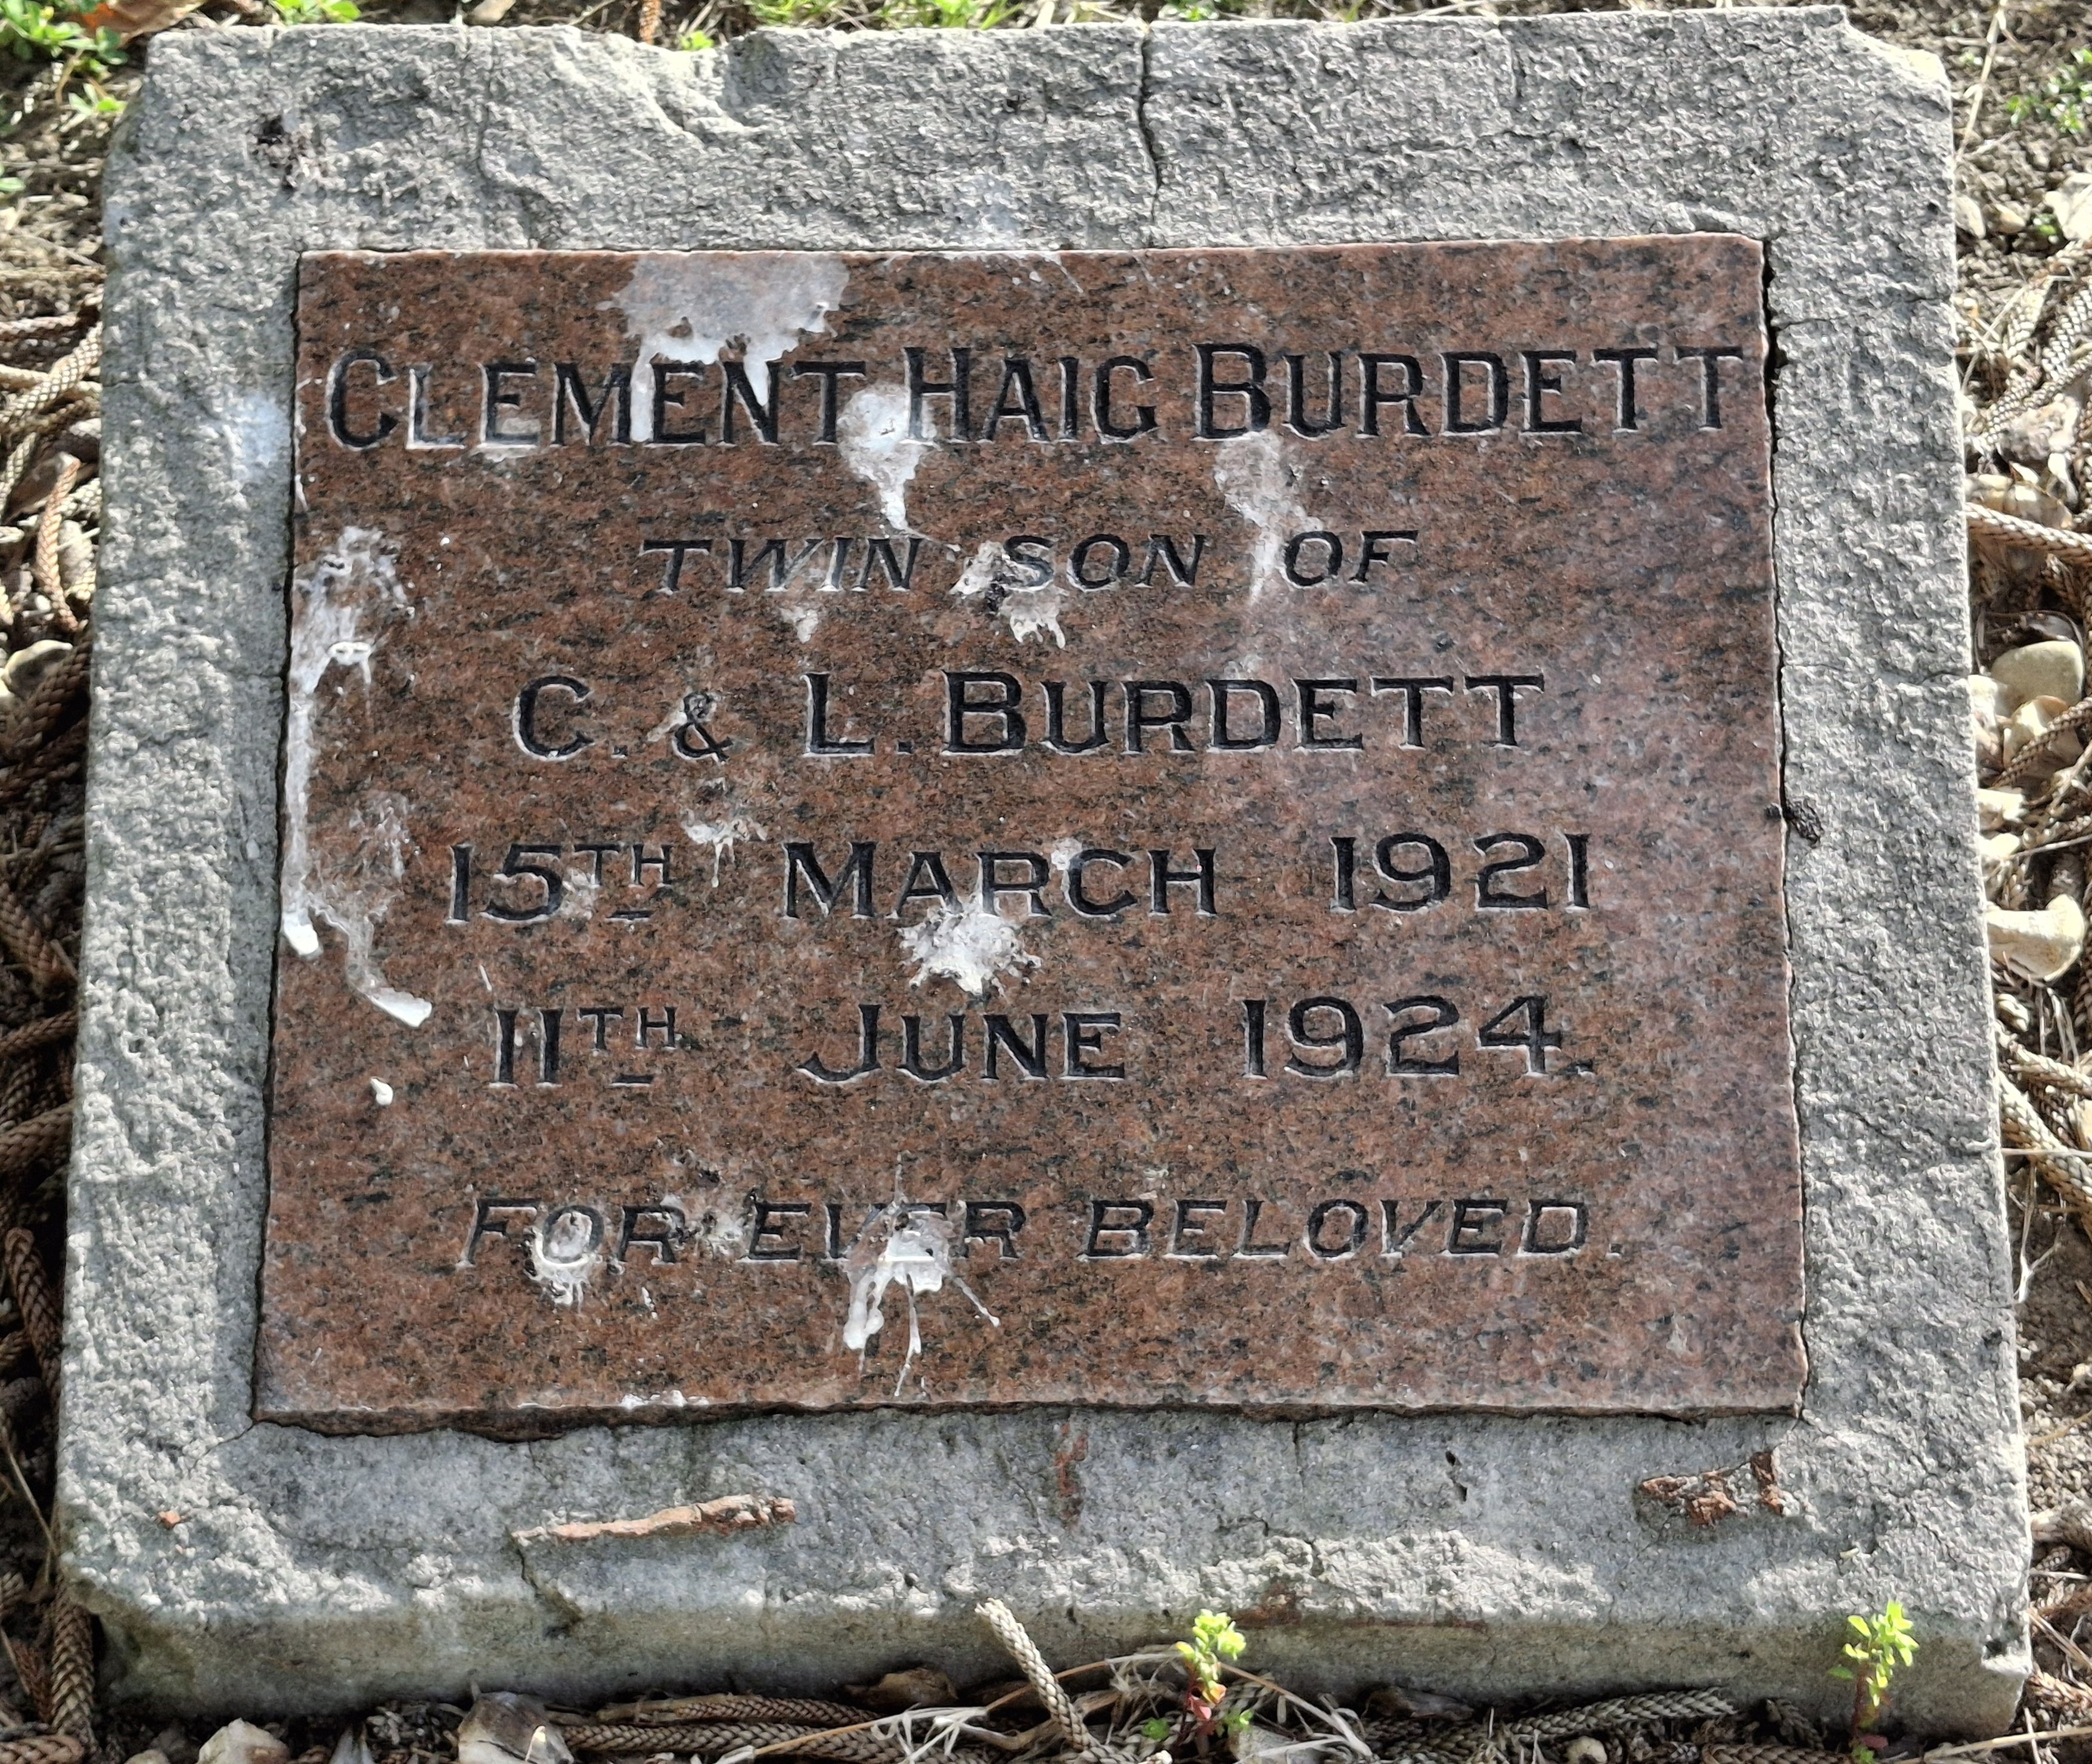 CLEMENT HAIG BURDETT
TWIN SON OF
C. & L. BURDETT
15TH MARCH 1921
11TH JUNE 1924.
FOR EVER BELOVED.